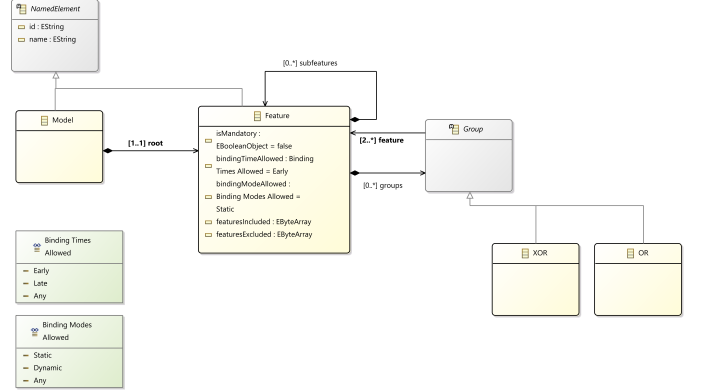 NamedElement
id : EString
name : EString
[0..*] subfeatures
Model
[1..1] root
Feature
isMandatory :
EBooleanObject = false
bindingTimeAllowed : Binding
Times Allowed = Early
bindingModeAllowed :
Binding Modes Allowed =
Static
featuresIncluded : EByteArray
featuresExcluded : EByteArray
[2..*] feature
[0..*] groups
Group
XOR
OR
Binding Times
Allowed
Early
Late
Any
Binding Modes
Allowed
Static
Dynamic
Any